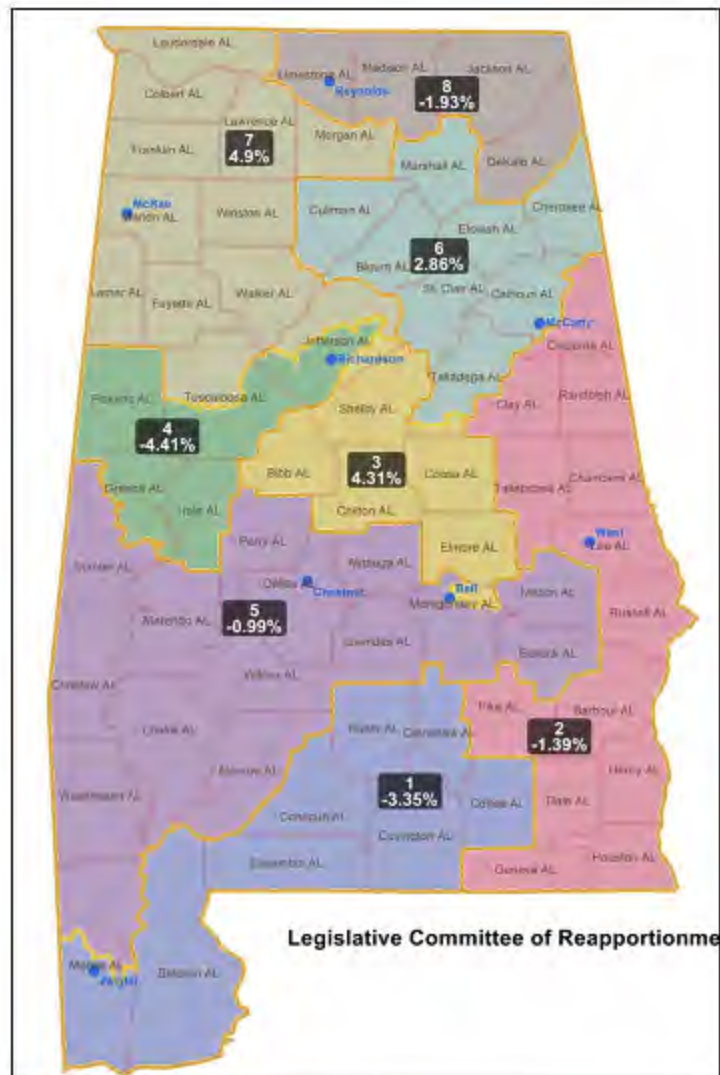 Lauderdale AL
Limestone AL
Madison AL
Jackson AL
Reynolds
8
-1.93%
Colbert AL
Lawrence AL
Franklin AL
7
4.9%
Morgan AL
Marshall AL
DeKalb AL
McRae
Marion AL
Winston AL
Cullman AL
Cherokee AL
Etowah AL
6
2.86%
Blount AL
St. Clair AL
Calhoun AL
Lamar AL
Fayette AL
Walker AL
McCarty
Jefferson AL
Richardson
Cleburne AL
Talladega AL
Randolph AL
Clay AL
Pickens AL
Tuscaloosa AL
Shelby AL
4
-4.41%
3
4.31%
Bibb AL
Coosa AL
Tallapoosa AL
Chambers AL
Greene AL
Hale AL
Chilton AL
Perry AL
Elmore AL
West
Lee AL
Sumter AL
Autauga AL
Dallas AL
Chestnut
Bell
Montgomery AL
Macon AL
5
-0.99%
Marengo AL
Russell AL
Lowndes AL
Bullock AL
Wilcox AL
Choctaw AL
Clarke AL
Butler AL
Crenshaw AL
Pike AL
Barbour AL
2
-1.39%
Monroe AL
Henry AL
Washington AL
1
-3.35%
Coffee AL
Dale AL
Conecuh AL
Covington AL
Escambia AL
Geneva AL
Houston AL
Legislative Committee of Reapportionme
Mobile AL
Baldwin AL